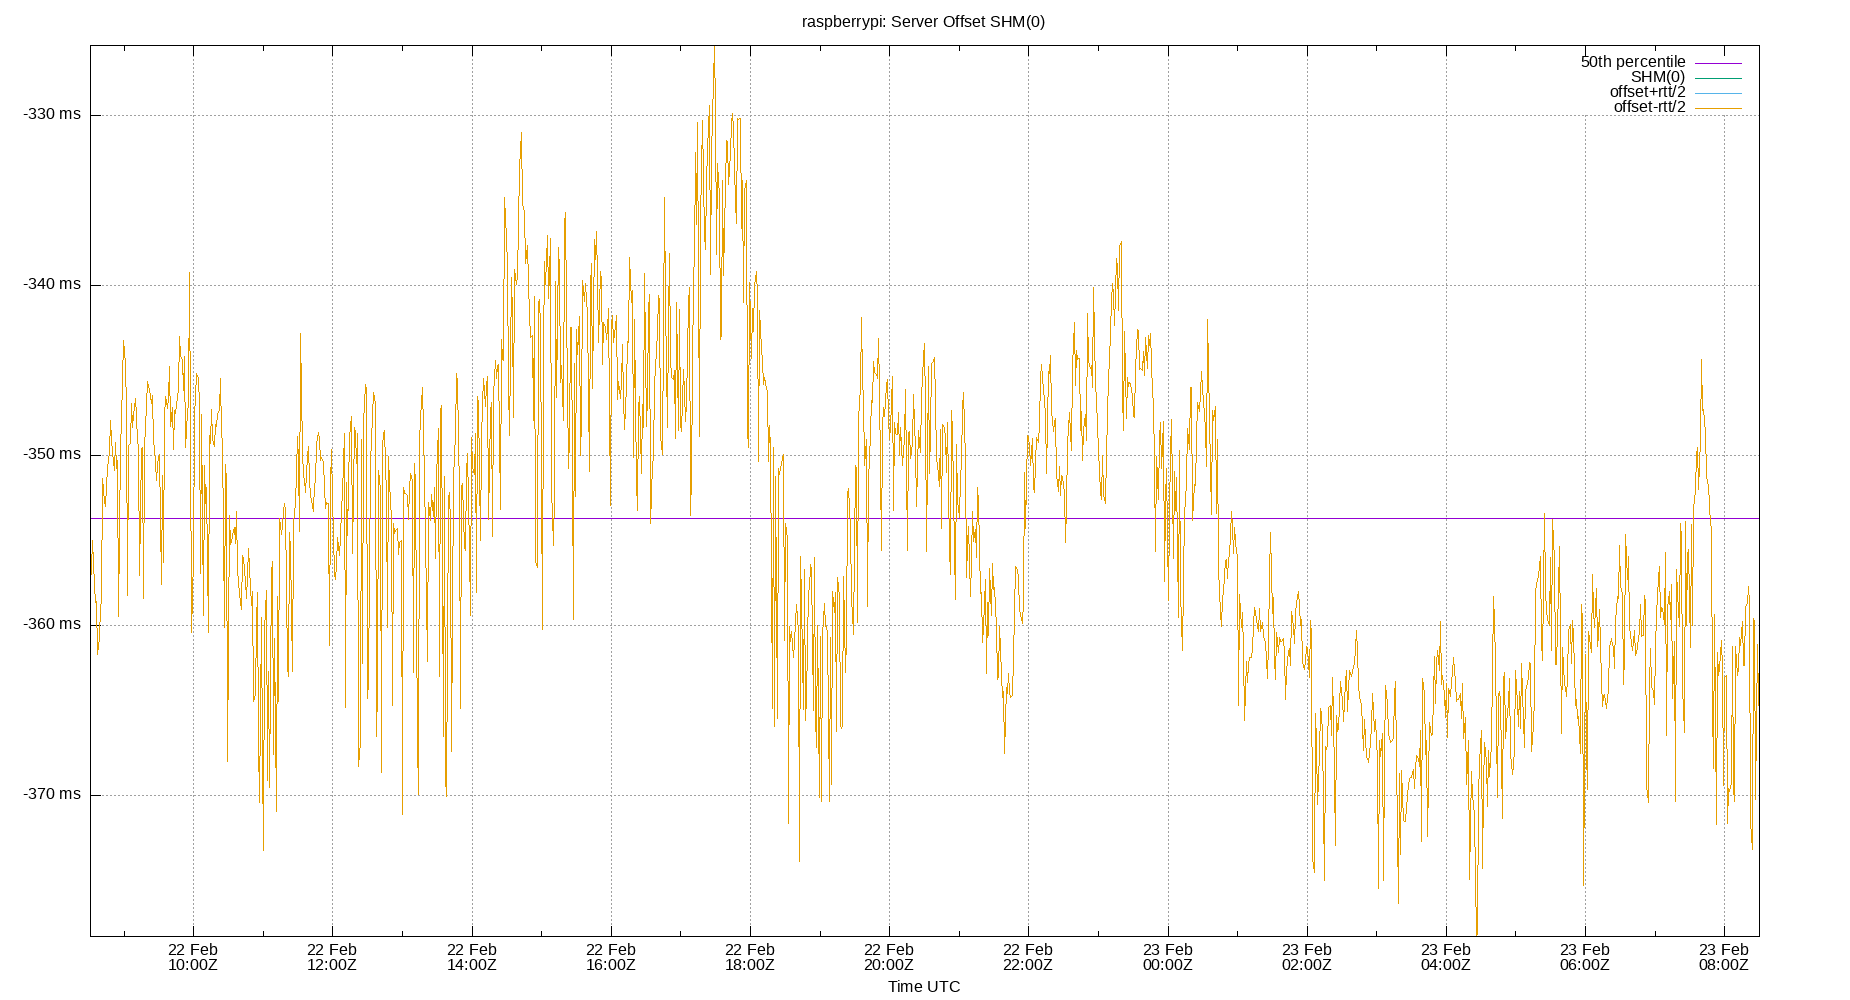 raspberrypi: Server Offset SHM(0)
50th percentile
SHM(0)
offset+rtt/2
offset-rtt/2
-330 ms
-340 ms
-350 ms
-360 ms
-370 ms
22 Feb 22 Feb 22 Feb 22 Feb 22 Feb 22 Feb 22 Feb 23 Feb 23 Feb 23 Feb 23 Feb 23 Feb
10:00Z 12:00Z 14:00Z 16:00Z 18:00Z 20:00Z 22:00Z 00:00Z 02:00Z 04:00Z 06:00Z 08:00Z
Time UTC